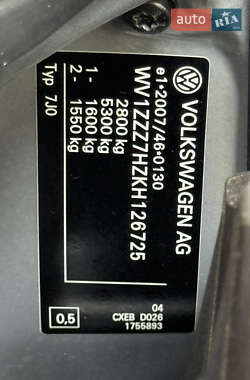 AUTO
RIA
.com
VOLKSWAGEN AG
e1*2007/46*0130
WV1ZZZ7HZKH126725
2800 kg
5300 kg
1- 1600 kg
2- 1550 kg
Typ 7J0
04
CXEB D026
1755893
0,5